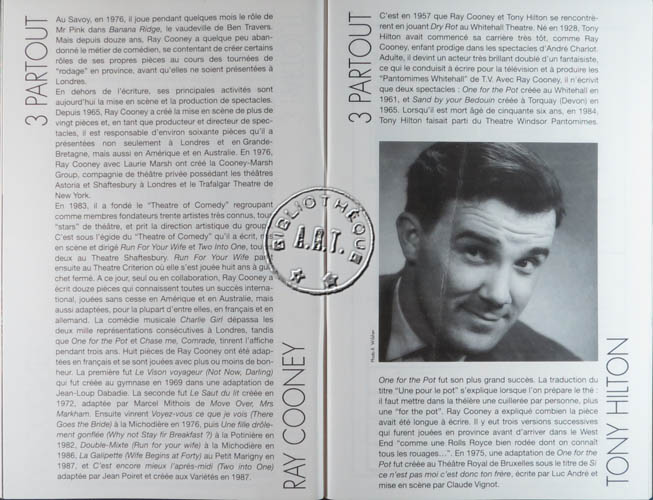 3 PARTOUT
Au Savoy, en 1976, il joue pendant quelques mois le rôle de
Mr Pink dans Banana Ridge, le vaudeville de Ben Travers.
Mais depuis douze ans, Ray Cooney a quelque peu aban-
donné le métier de comédien, se contentant de créer certains
rôles de ses propres pièces au cours des tournées de
"rodage" en province, avant qu'elles ne soient présentées à
Londres.
En dehors de l'écriture, ses principales activités sont
aujourd'hui la mise en scène et la production de spectacles.
Depuis 1965, Ray Cooney a créé la mise en scène de plus de
vingt pièces et, en tant que producteur et directeur de spec-
tacles, il est responsable d'environ soixante pièces qu'il a
présentées non seulement à Londres et en Grande-
Bretagne, mais aussi en Amérique et en Australie. En 1976,
Ray Cooney avec Laurie Marsh ont créé la Cooney-Marsh
Group, compagnie de théâtre privée possédant les théâtres
Astoria et Shaftesbury à Londres et le Trafalgar Theatre de
New York.
En 1983, il a fondé le "Theatre of Comedy" regroupant
comme membres fondateurs trente artistes très connus, tous
"stars" de théâtre, et prit la direction artistique du groupe.
C'est sous l'égide du "Theatre of Comedy" qu'il a écrit, mis
en scène et dirigé Run For Your Wife et Two Into One, tous
deux au Theatre Shaftesbury. Run For Your Wife passa
ensuite au Theatre Criterion où elle s'est jouée huit ans à gui-
chet fermé. A ce jour, seul ou en collaboration, Ray Cooney a
écrit douze pièces qui connaissent toutes un succès interna-
tional, jouées sans cesse en Amérique et en Australie, mais
aussi adaptées, pour la plupart d'entre elles, en français et en
allemand. La comédie musicale Charlie Girl dépassa les
deux mille représentations consécutives à Londres, tandis
que One for the Pot et Chase me, Comrade, tinrent l'affiche
pendant trois ans. Huit pièces de Ray Cooney ont été adap-
tées en français et se sont jouées avec plus ou moins de bon-
heur. La première fut Le Vison voyageur (Not Now, Darling)
qui fut créée au gymnase en 1969 dans une adaptation de
Jean-Loup Dabadie. La seconde fut Le Saut du lit créée en
1972, adaptée par Marcel Mithois de Move Over, Mrs
Markham. Ensuite vinrent Voyez-vous ce que je vois (There
Goes the Bride) à la Michodière en 1976, puis Une fille drôle-
ment gonflée (Why not Stay fir Breakfast ?) à la Potinière en
1982, Double-Mixte (Run for your wife) à la Michodière en
1986, La Galipette (Wife Begins at Forty) au Petit Marigny en
1987, et C'est encore mieux l'après-midi (Two into One)
adaptée par Jean Poiret et créée aux Variétés en 1987.
RAY COONEY
BIBLIOTHÈQUE
A.R.T.
3 PARTOUT
C'est en 1957 que Ray Cooney et Tony Hilton se rencontrè-
rent en jouant Dry Rot au Whitehall Theatre. Né en 1928, Tony
Hilton avait commencé sa carrière très tôt, comme Ray
Cooney, enfant prodige dans les spectacles d'André Charlot.
Adulte, il devint un acteur très brillant doublé d'un fantaisiste,
ce qui le conduisit à écrire pour la télévision et à produire les
"Pantomimes Whitehall" de T.V. Avec Ray Cooney, il n'écrivit
que deux spectacles : One for the Pot créée au Whitehall en
1961, et Sand by your Bedouin créée à Torquay (Devon) en
1965. Lorsqu'il est mort âgé de cinquante six ans, en 1984,
Tony Hilton faisait parti du Theatre Windsor Pantomimes.
One for the Pot fut son plus grand succès. La traduction du
titre "Une pour le pot" s'explique lorsque l'on prépare le thé :
il faut mettre dans la théière une cuillerée par personne, plus
une "for the pot". Ray Cooney a expliqué combien la pièce
avait été longue à écrire. Il y eut trois versions successives
qui furent jouées en province avant d'arriver dans le West
End "comme une Rolls Royce bien rodée dont on connaît
tous les rouages...". En 1975, une adaptation de One for the
Pot fut créée au Théâtre Royal de Bruxelles sous le titre de Si
ce n'est pas moi c'est donc ton frère, écrite par Luc André et
mise en scène par Claude Vignot.
TONY HILTON